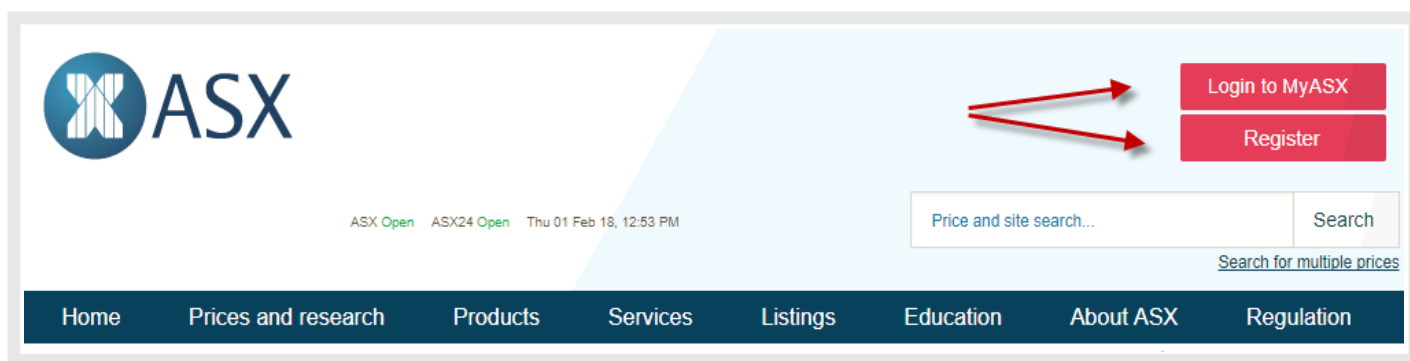 ASX
Login to MyASX
Register
ASX Open ASX24 Open Thu 01 Feb 18, 12:53 PM
Price and site search...
Search
Search for multiple prices
Home Prices and research Products Services Listings Education About ASX Regulation